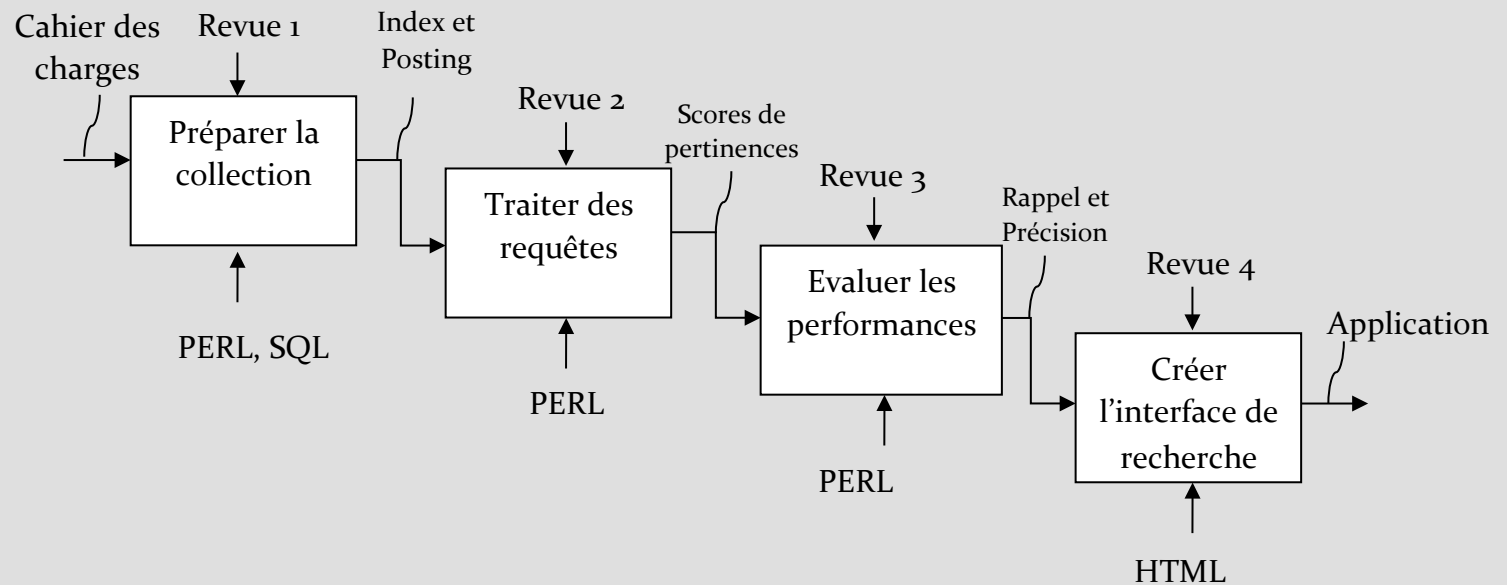 Cahier des
charges
Revue 1
Index et
Posting
Préparer la
collection
PERL, SQL
Revue 2
Scores de
pertinences
Traiter des
requêtes
PERL
Revue 3
Rappel et
Précision
Evaluer les
performances
PERL
Revue 4
Application
Créer
l’interface de
recherche
HTML